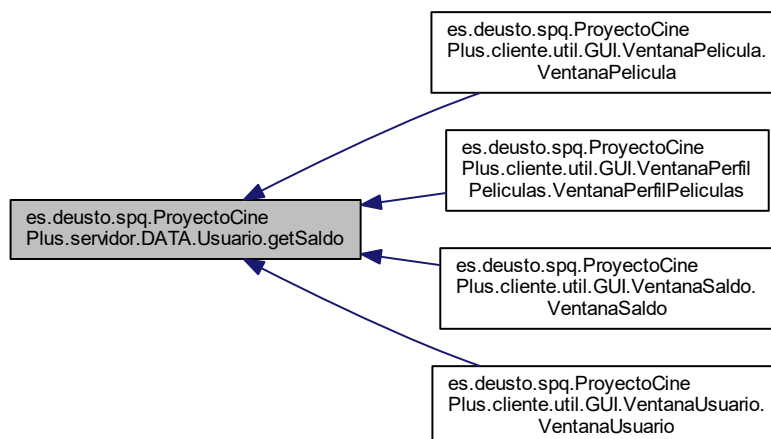 es.deusto.spq.ProyectoCine
Plus.cliente.util.GUI.VentanaPelicula.
VentanaPelicula
es.deusto.spq.ProyectoCine
Plus.cliente.util.GUI.VentanaPerfil
Peliculas.VentanaPerfilPeliculas
es.deusto.spq.ProyectoCine
Plus.servidor.DATA.Usuario.getSaldo
es.deusto.spq.ProyectoCine
Plus.cliente.util.GUI.VentanaSaldo.
VentanaSaldo
es.deusto.spq.ProyectoCine
Plus.cliente.util.GUI.VentanaUsuario.
VentanaUsuario